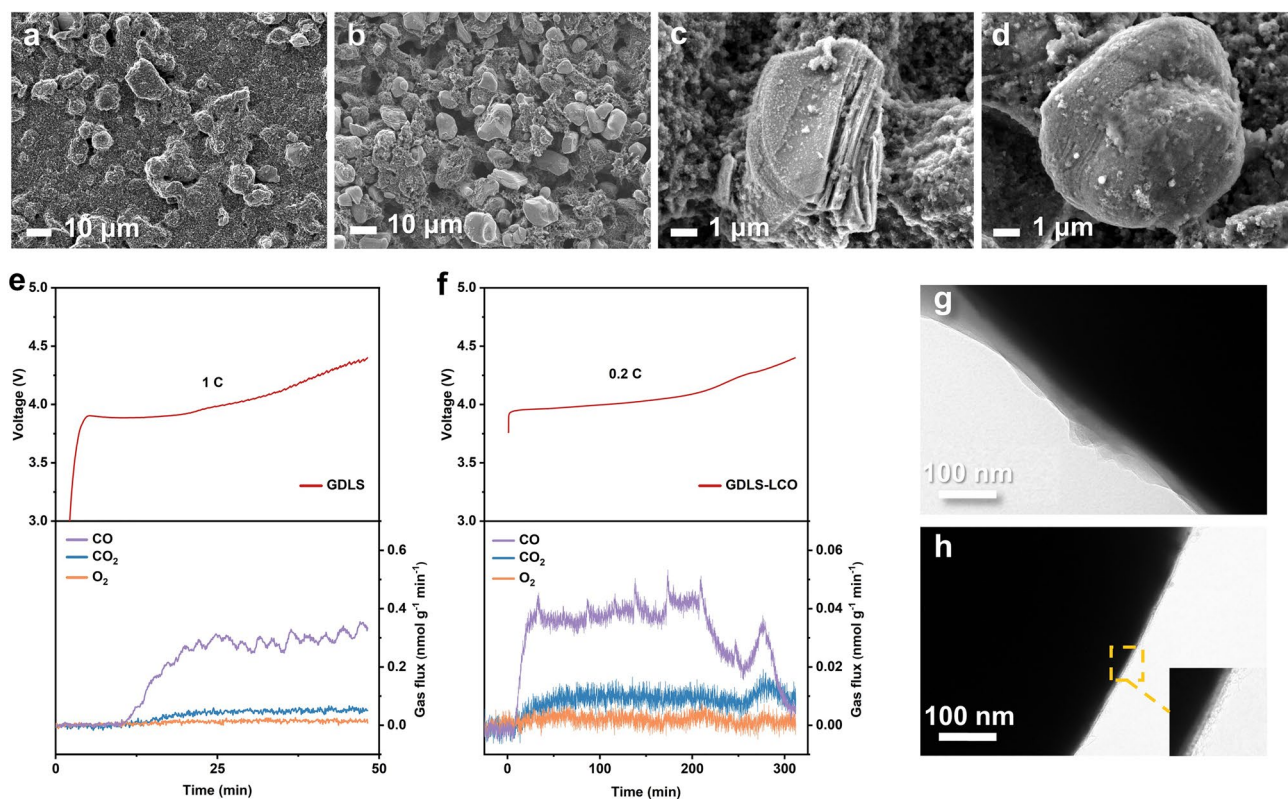 a
10 µm
b
10 µm
c
1 µm
d
1 µm
e
5.0
4.5
4.0
3.5
3.0
Voltage (V)
1 C
GDLS
CO
CO₂
O₂
0.6
0.4
0.2
0.0
Gas flux (nmol g⁻¹ min⁻¹)
0
25
50
Time (min)
f
5.0
4.5
4.0
3.5
3.0
Voltage (V)
0.2 C
GDLS-LCO
CO
CO₂
O₂
0.06
0.04
0.02
0.00
Gas flux (nmol g⁻¹ min⁻¹)
0
100
200
300
Time (min)
g
100 nm
h
100 nm